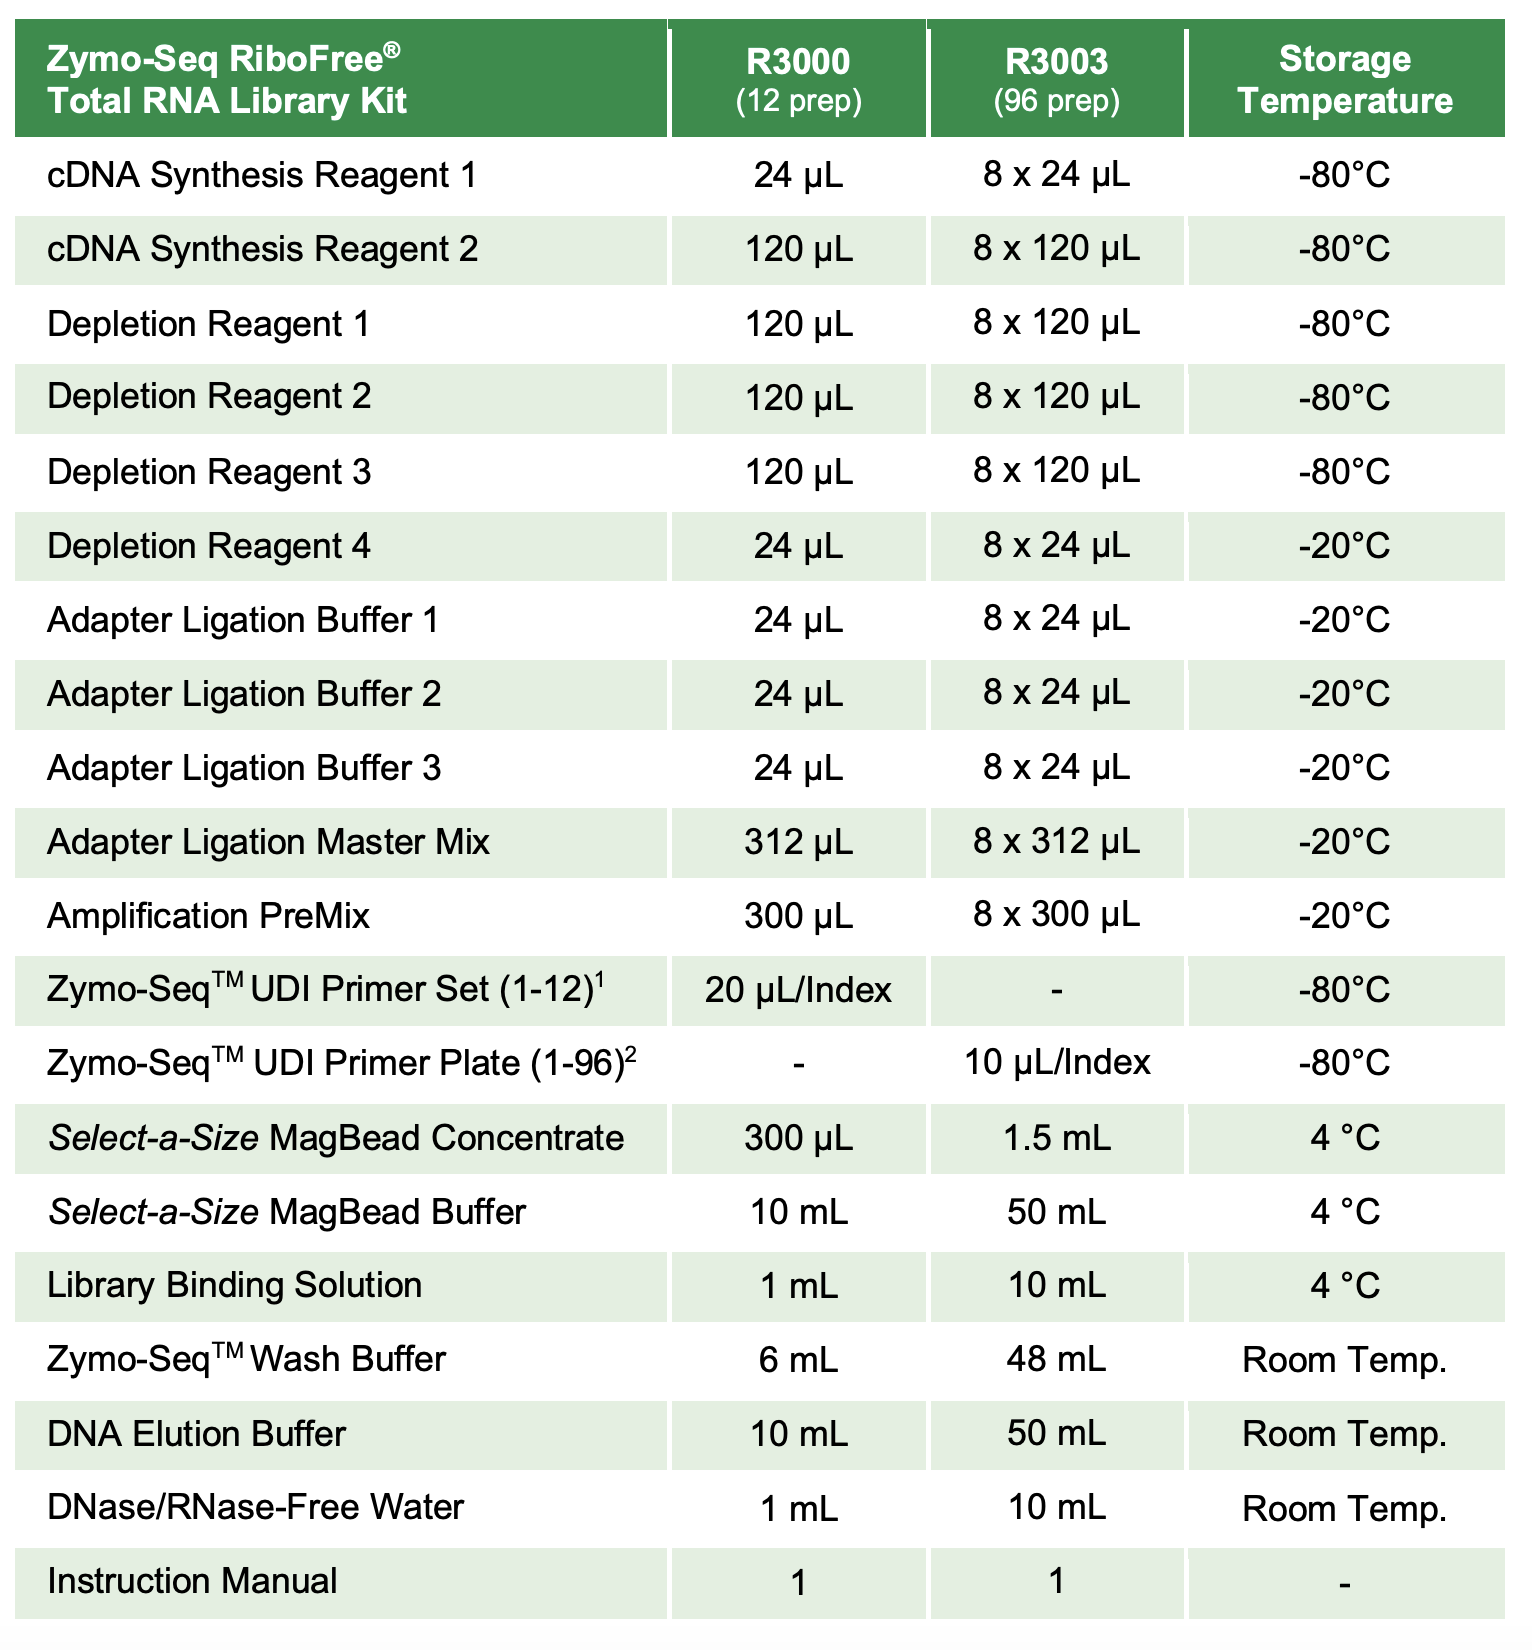 Zymo-Seq RiboFree® Total RNA Library Kit | R3000 (12 prep) | R3003 (96 prep) | Storage Temperature
cDNA Synthesis Reagent 1 | 24 µL | 8 x 24 µL | -80°C
cDNA Synthesis Reagent 2 | 120 µL | 8 x 120 µL | -80°C
Depletion Reagent 1 | 120 µL | 8 x 120 µL | -80°C
Depletion Reagent 2 | 120 µL | 8 x 120 µL | -80°C
Depletion Reagent 3 | 120 µL | 8 x 120 µL | -80°C
Depletion Reagent 4 | 24 µL | 8 x 24 µL | -20°C
Adapter Ligation Buffer 1 | 24 µL | 8 x 24 µL | -20°C
Adapter Ligation Buffer 2 | 24 µL | 8 x 24 µL | -20°C
Adapter Ligation Buffer 3 | 24 µL | 8 x 24 µL | -20°C
Adapter Ligation Master Mix | 312 µL | 8 x 312 µL | -20°C
Amplification PreMix | 300 µL | 8 x 300 µL | -20°C
Zymo-Seq™ UDI Primer Set (1-12)¹ | 20 µL/Index | - | -80°C
Zymo-Seq™ UDI Primer Plate (1-96)² | - | 10 µL/Index | -80°C
Select-a-Size MagBead Concentrate | 300 µL | 1.5 mL | 4 °C
Select-a-Size MagBead Buffer | 10 mL | 50 mL | 4 °C
Library Binding Solution | 1 mL | 10 mL | 4 °C
Zymo-Seq™ Wash Buffer | 6 mL | 48 mL | Room Temp.
DNA Elution Buffer | 10 mL | 50 mL | Room Temp.
DNase/RNase-Free Water | 1 mL | 10 mL | Room Temp.
Instruction Manual | 1 | 1 | -